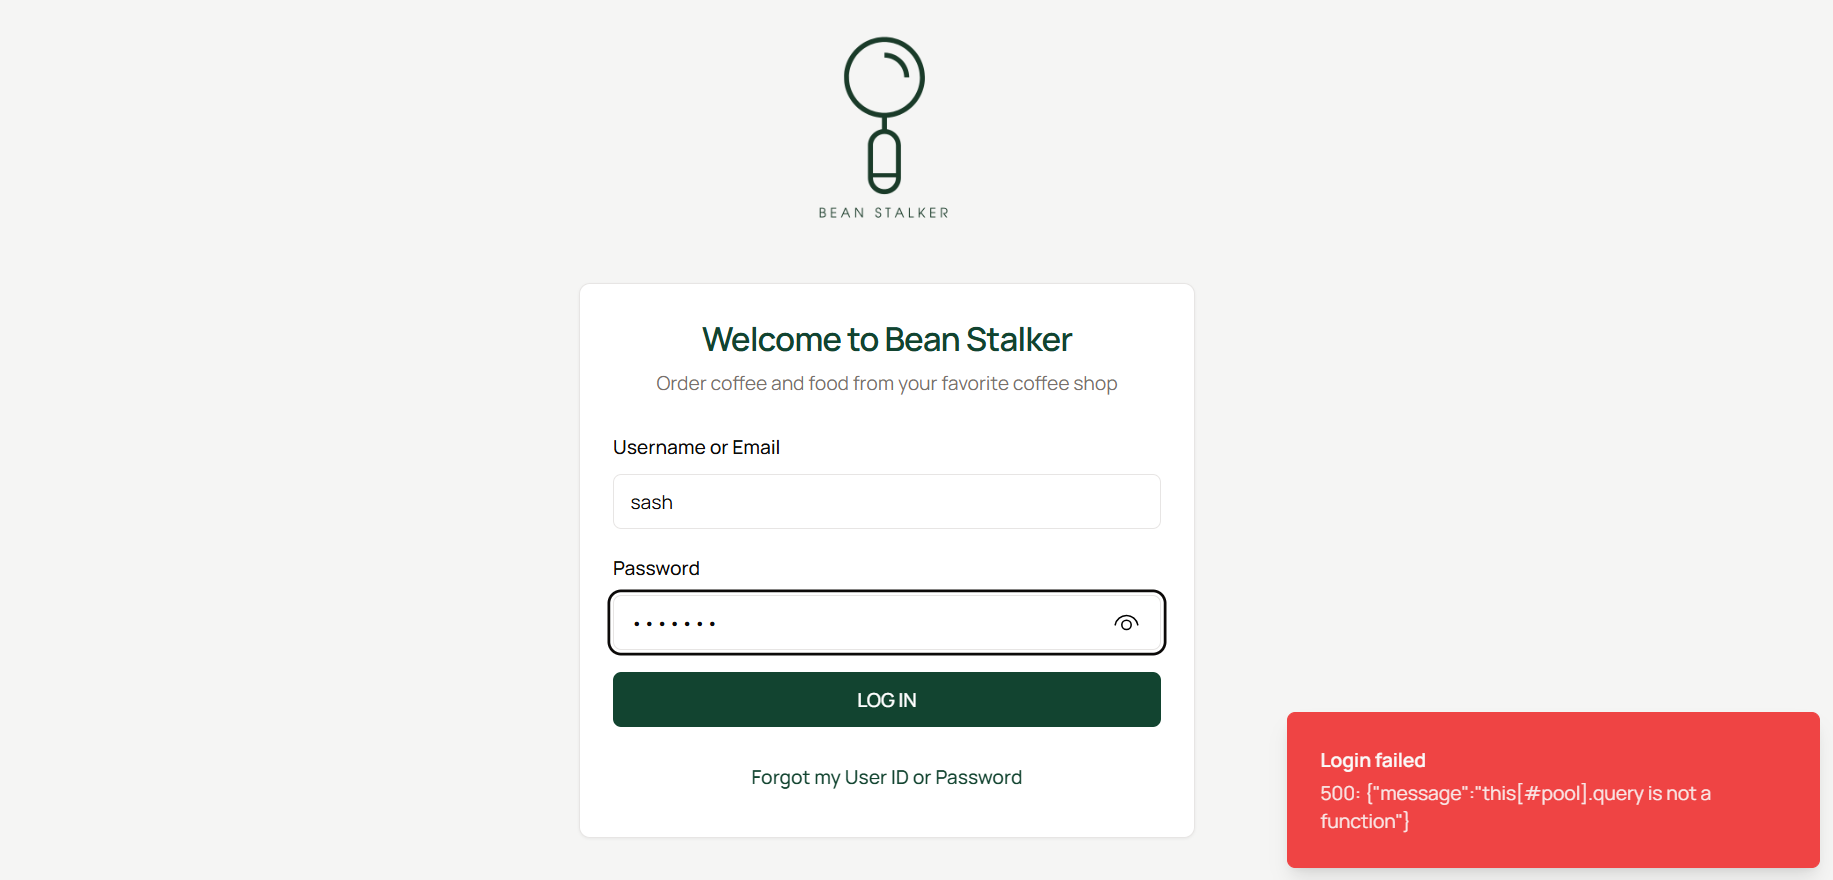 BEAN STALKER
Welcome to Bean Stalker
Order coffee and food from your favorite coffee shop
Username or Email
sash
Password
•••••••
LOG IN
Forgot my User ID or Password
Login failed
500: {"message":"this[#pool].query is not a
function"}